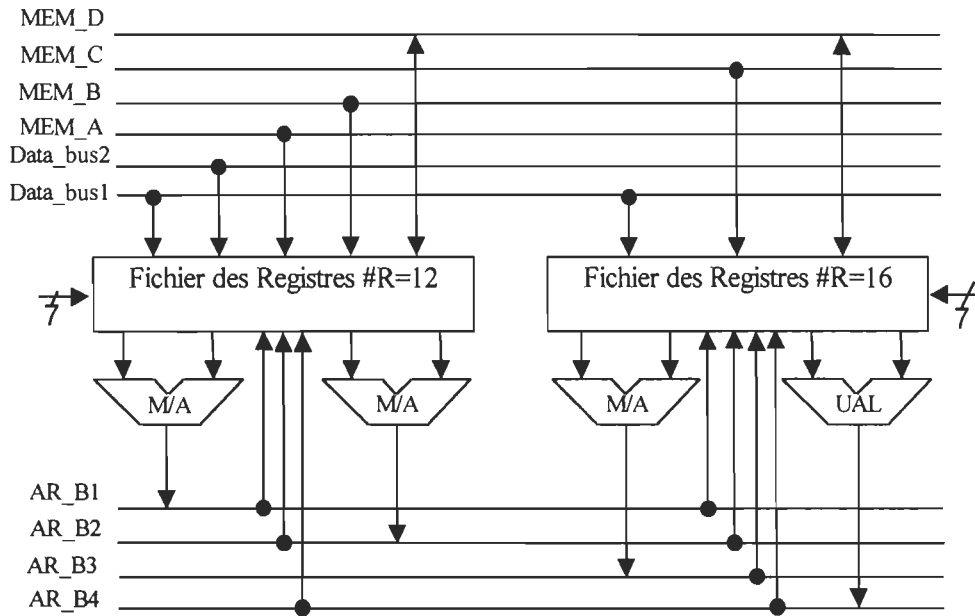 MEM_D
MEM_C
MEM_B
MEM_A
Data_bus2
Data_bus1
Fichier des Registres #R=12
Fichier des Registres #R=16
7
7
M/A
M/A
M/A
UAL
AR_B1
AR_B2
AR_B3
AR_B4